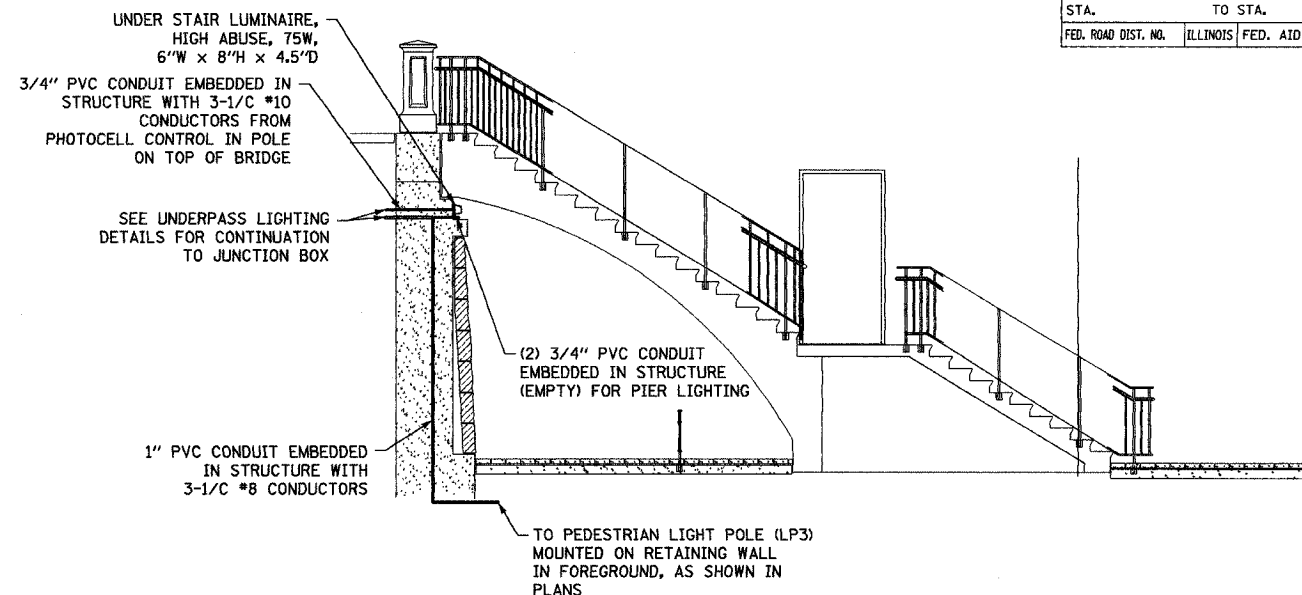 STA. TO STA.
FED. ROAD DIST. NO. ILLINOIS FED. AID
UNDER STAIR LUMINAIRE,
HIGH ABUSE, 75W,
6"W x 8"H x 4.5"D
3/4" PVC CONDUIT EMBEDDED IN
STRUCTURE WITH 3-1/C #10
CONDUCTORS FROM
PHOTOCELL CONTROL IN POLE
ON TOP OF BRIDGE
SEE UNDERPASS LIGHTING
DETAILS FOR CONTINUATION
TO JUNCTION BOX
(2) 3/4" PVC CONDUIT
EMBEDDED IN STRUCTURE
(EMPTY) FOR PIER LIGHTING
1" PVC CONDUIT EMBEDDED
IN STRUCTURE WITH
3-1/C #8 CONDUCTORS
TO PEDESTRIAN LIGHT POLE (LP3)
MOUNTED ON RETAINING WALL
IN FOREGROUND, AS SHOWN IN
PLANS